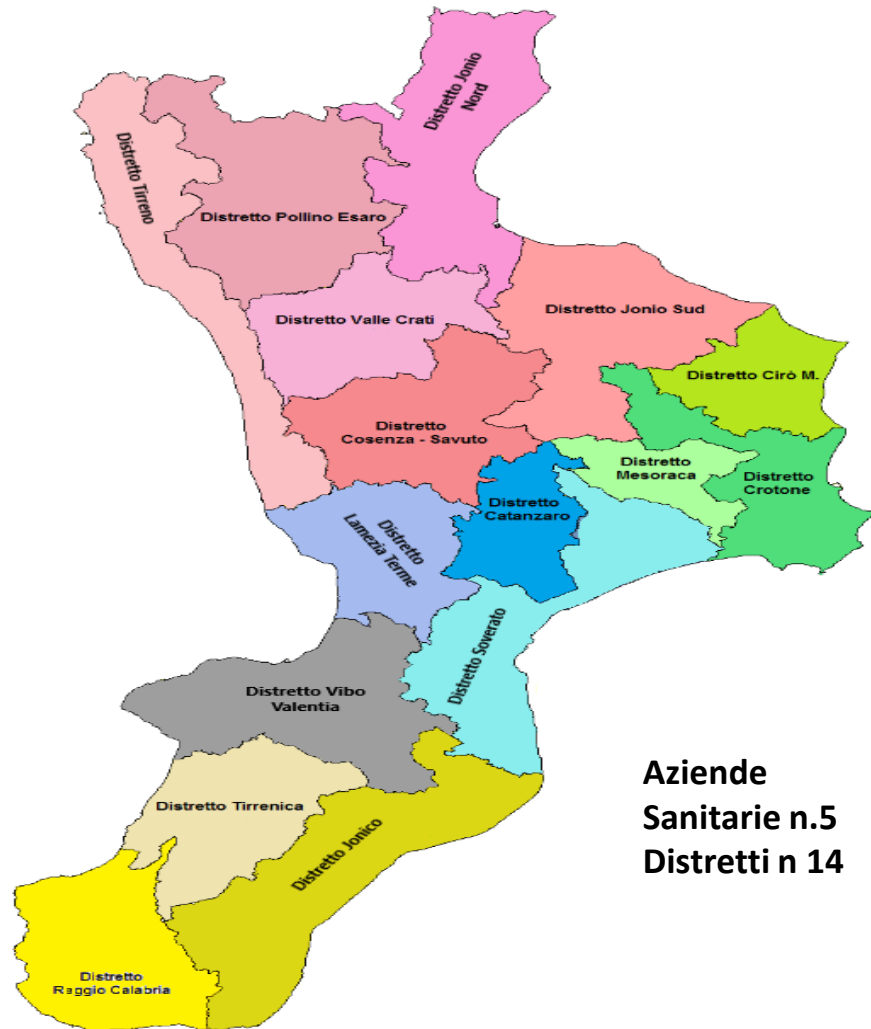 Distretto Jonio
Nord
Distretto Tirreno
Distretto Pollino Esaro
Distretto Valle Crati
Distretto Jonio Sud
Distretto Cirò M.
Distretto
Cosenza - Savuto
Distretto
Mesoraca
Distretto
Crotone
Distretto
Catanzaro
Distretto
Lamezia Terme
Distretto Soverato
Distretto Vibo
Valentia
Distretto Tirrenica
Distretto Jonico
Distretto
Reggio Calabria
Aziende
Sanitarie n.5
Distretti n 14